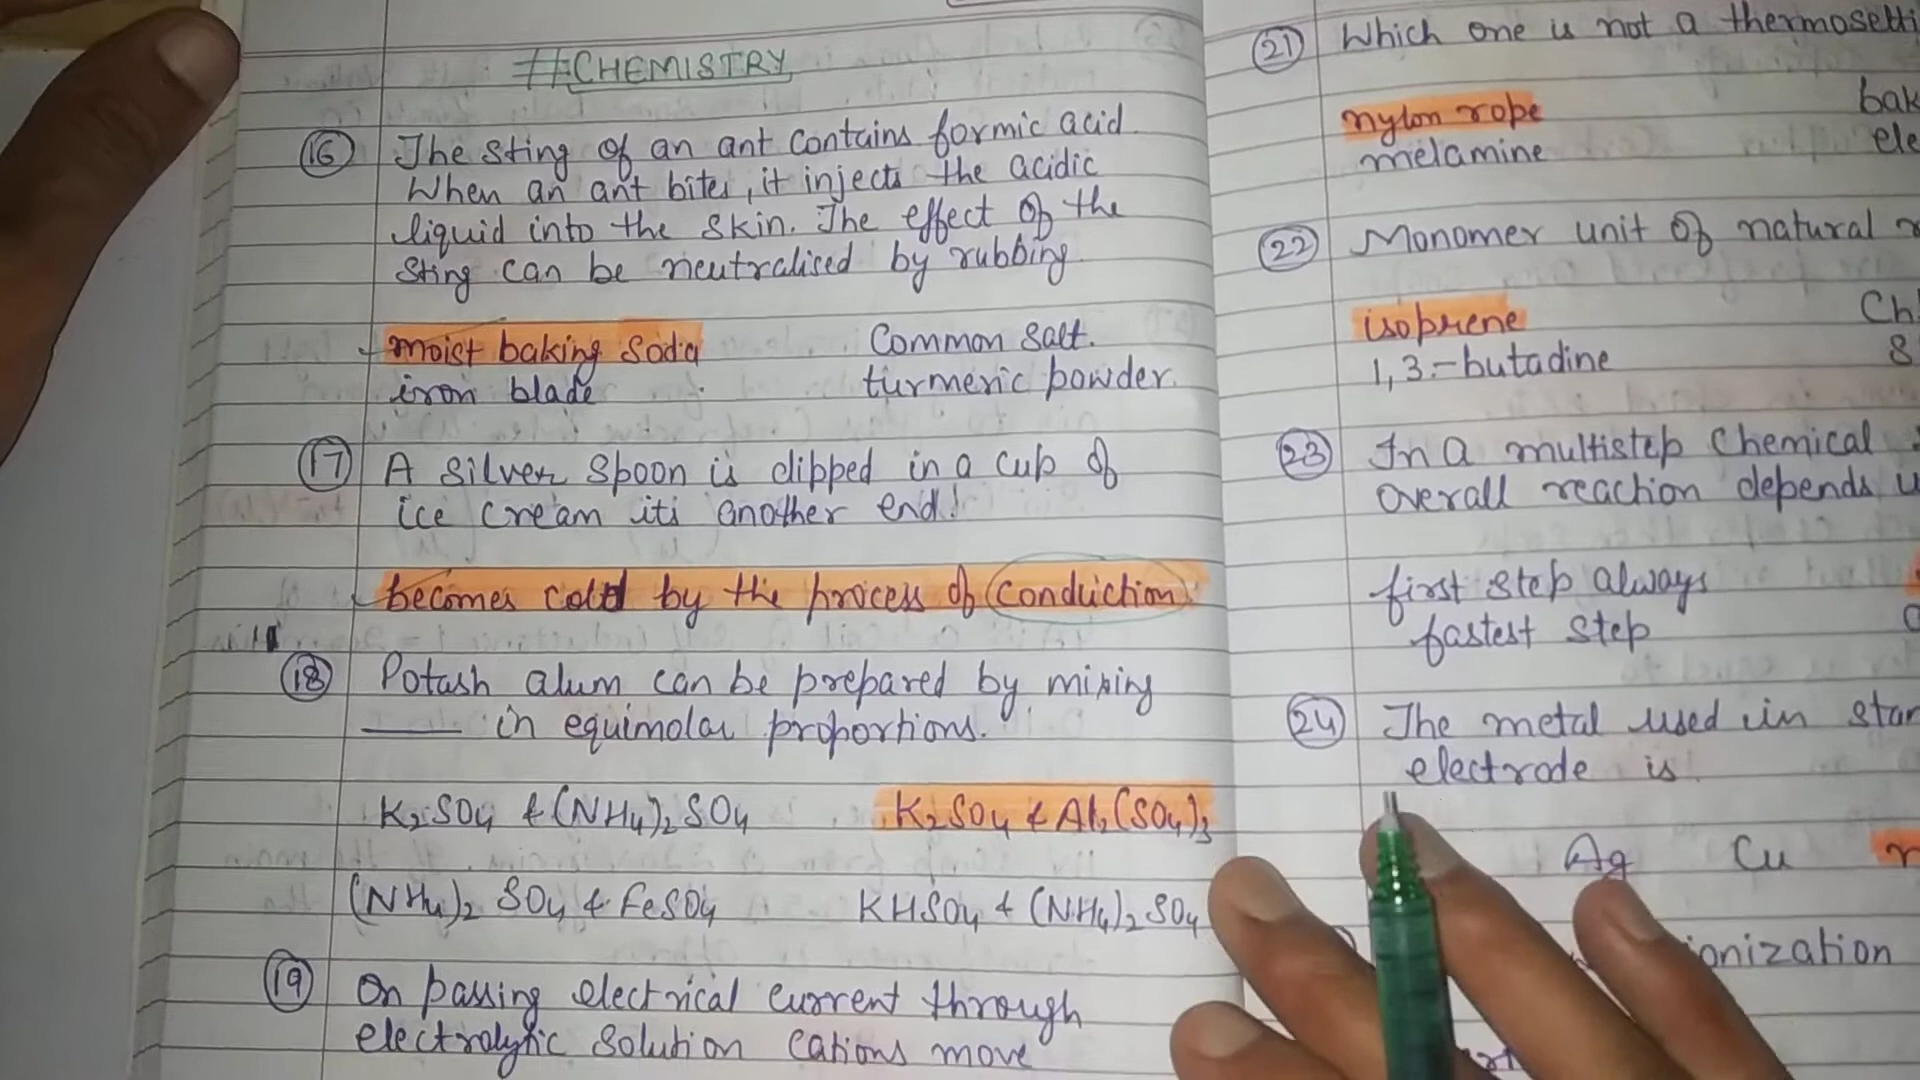 #CHEMISTRY
16 The sting of an ant contains formic acid.
When an ant bites, it injects the acidic
liquid into the skin. The effect of the
sting can be neutralised by rubbing
moist baking soda Common salt.
iron blade turmeric powder.
17 A silver spoon is dipped in a cup of
ice cream its another end!
becomes cold by the process of conduction
18 Potash alum can be prepared by mixing
_____ in equimolar proportions.
K2SO4 & (NH4)2SO4 K2SO4 & Al2(SO4)3
(NH4)2 SO4 & FeSO4 KHSO4 & (NH4)2 SO4
19 On passing electrical current through
electrolytic solution cations move
21 Which one is not a thermosetti
nylon rope bak
melamine ele
22 Monomer unit of natural r
isoprene Ch
1,3-butadine
23 In a multistep chemical
overall reaction depends u
first step always
fastest step
24 The metal used in stan
electrode is
Ag Cu
onization